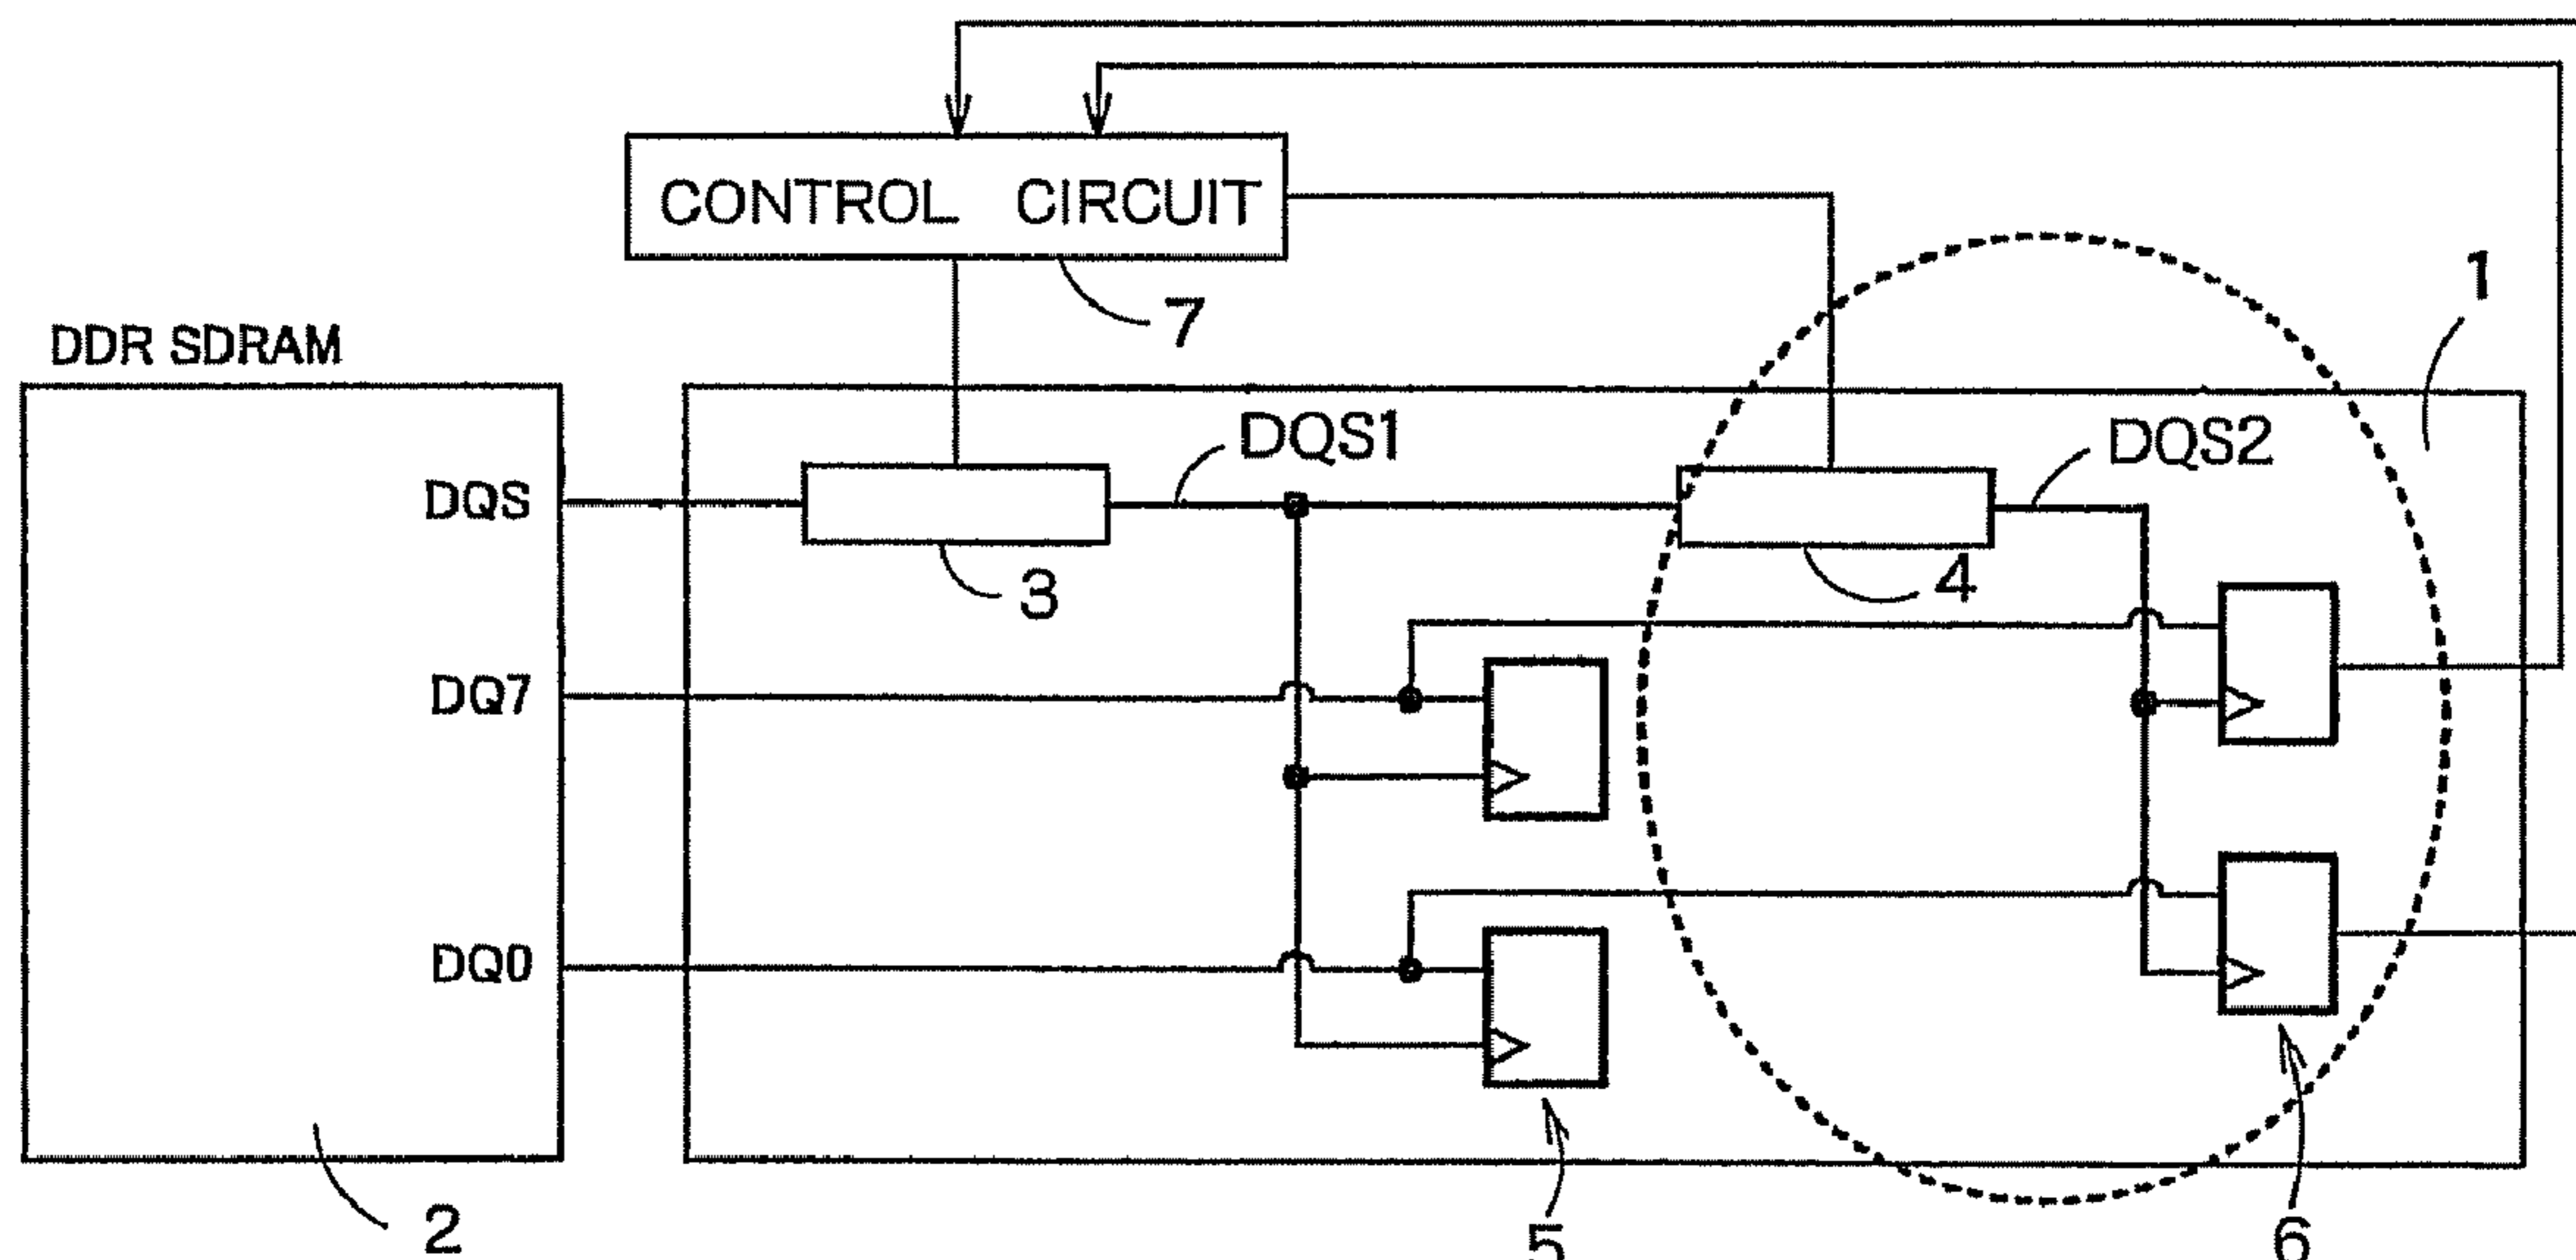 CONTROL CIRCUIT
7
1
DDR SDRAM
DQS
DQS1
DQS2
3
4
DQ7
DQ0
2
5
6